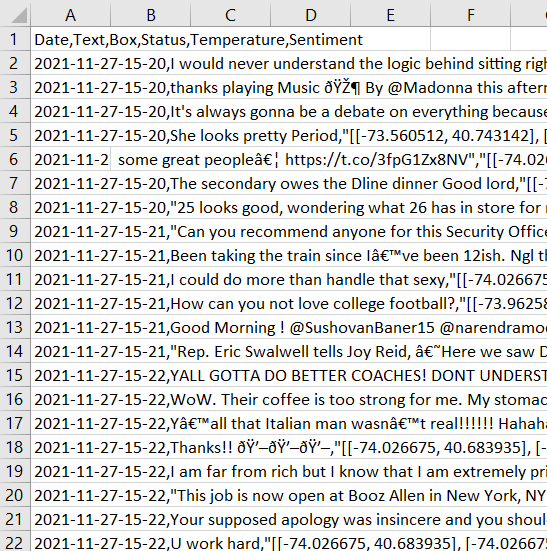 A B C D E F
1 Date,Text,Box,Status,Temperature,Sentiment
2 2021-11-27-15-20,I would never understand the logic behind sitting righ
3 2021-11-27-15-20,thanks playing Music ðŸŽ¶ By @Madonna this aftern
4 2021-11-27-15-20,It's always gonna be a debate on everything because
5 2021-11-27-15-20,She looks pretty Period,"[[-73.560512, 40.743142], [
6 2021-11-2 some great peopleâ€¦ https://t.co/3fpG1Zx8NV","[[-74.026
7 2021-11-27-15-20,The secondary owes the Dline dinner Good lord,"[[-7
8 2021-11-27-15-20,"25 looks good, wondering what 26 has in store for
9 2021-11-27-15-21,"Can you recommend anyone for this Security Office
10 2021-11-27-15-21,Been taking the train since Iâ€™ve been 12ish. Ngl th
11 2021-11-27-15-21,I could do more than handle that sexy,"[[-74.026675
12 2021-11-27-15-21,How can you not love college football?,"[[-73.96258
13 2021-11-27-15-21,Good Morning ! @SushovanBaner15 @narendramod
14 2021-11-27-15-21,"Rep. Eric Swalwell tells Joy Reid, â€˜Here we saw D
15 2021-11-27-15-22,YALL GOTTA DO BETTER COACHES! DONT UNDERST
16 2021-11-27-15-22,WoW. Their coffee is too strong for me. My stomac
17 2021-11-27-15-22,Yâ€™all that Italian man wasnâ€™t real!!!!!! Hahaha
18 2021-11-27-15-22,Thanks!! ðŸ’–ðŸ’–ðŸ’–,"[[-74.026675, 40.683935], [-
19 2021-11-27-15-22,I am far from rich but I know that I am extremely pri
20 2021-11-27-15-22,"This job is now open at Booz Allen in New York, NY
21 2021-11-27-15-22,Your supposed apology was insincere and you shoul
22 2021-11-27-15-22,U work hard,"[[-74.026675, 40.683935], [-74.026